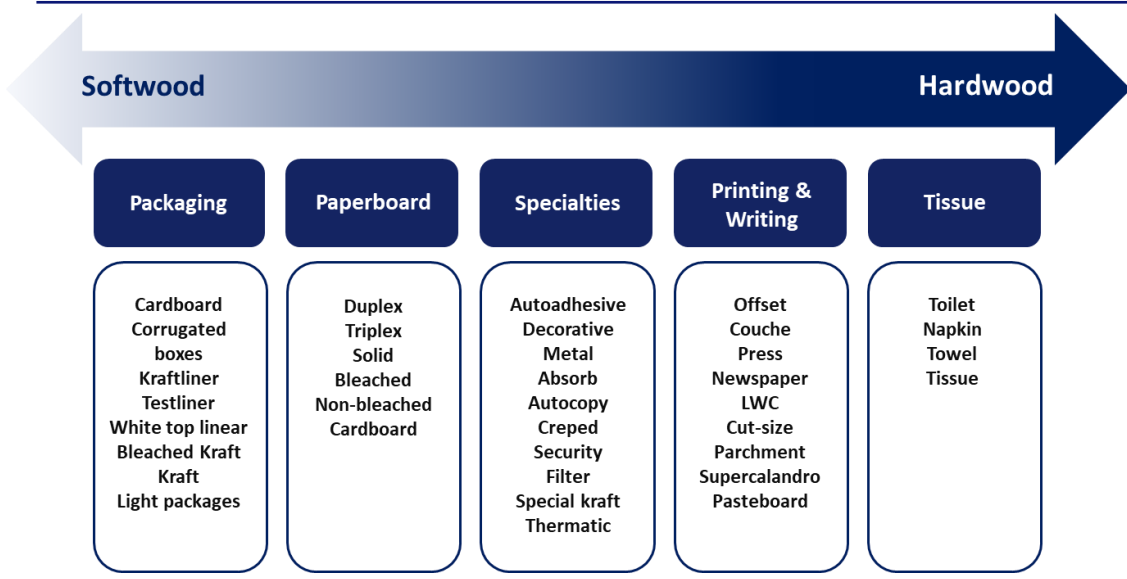 Softwood
Hardwood
Packaging
Paperboard
Specialties
Printing &
Writing
Tissue
Cardboard
Corrugated
boxes
Kraftliner
Testliner
White top linear
Bleached Kraft
Kraft
Light packages
Duplex
Triplex
Solid
Bleached
Non-bleached
Cardboard
Autoadhesive
Decorative
Metal
Absorb
Autocopy
Creped
Security
Filter
Special kraft
Thermatic
Offset
Couche
Press
Newspaper
LWC
Cut-size
Parchment
Supercalandro
Pasteboard
Toilet
Napkin
Towel
Tissue